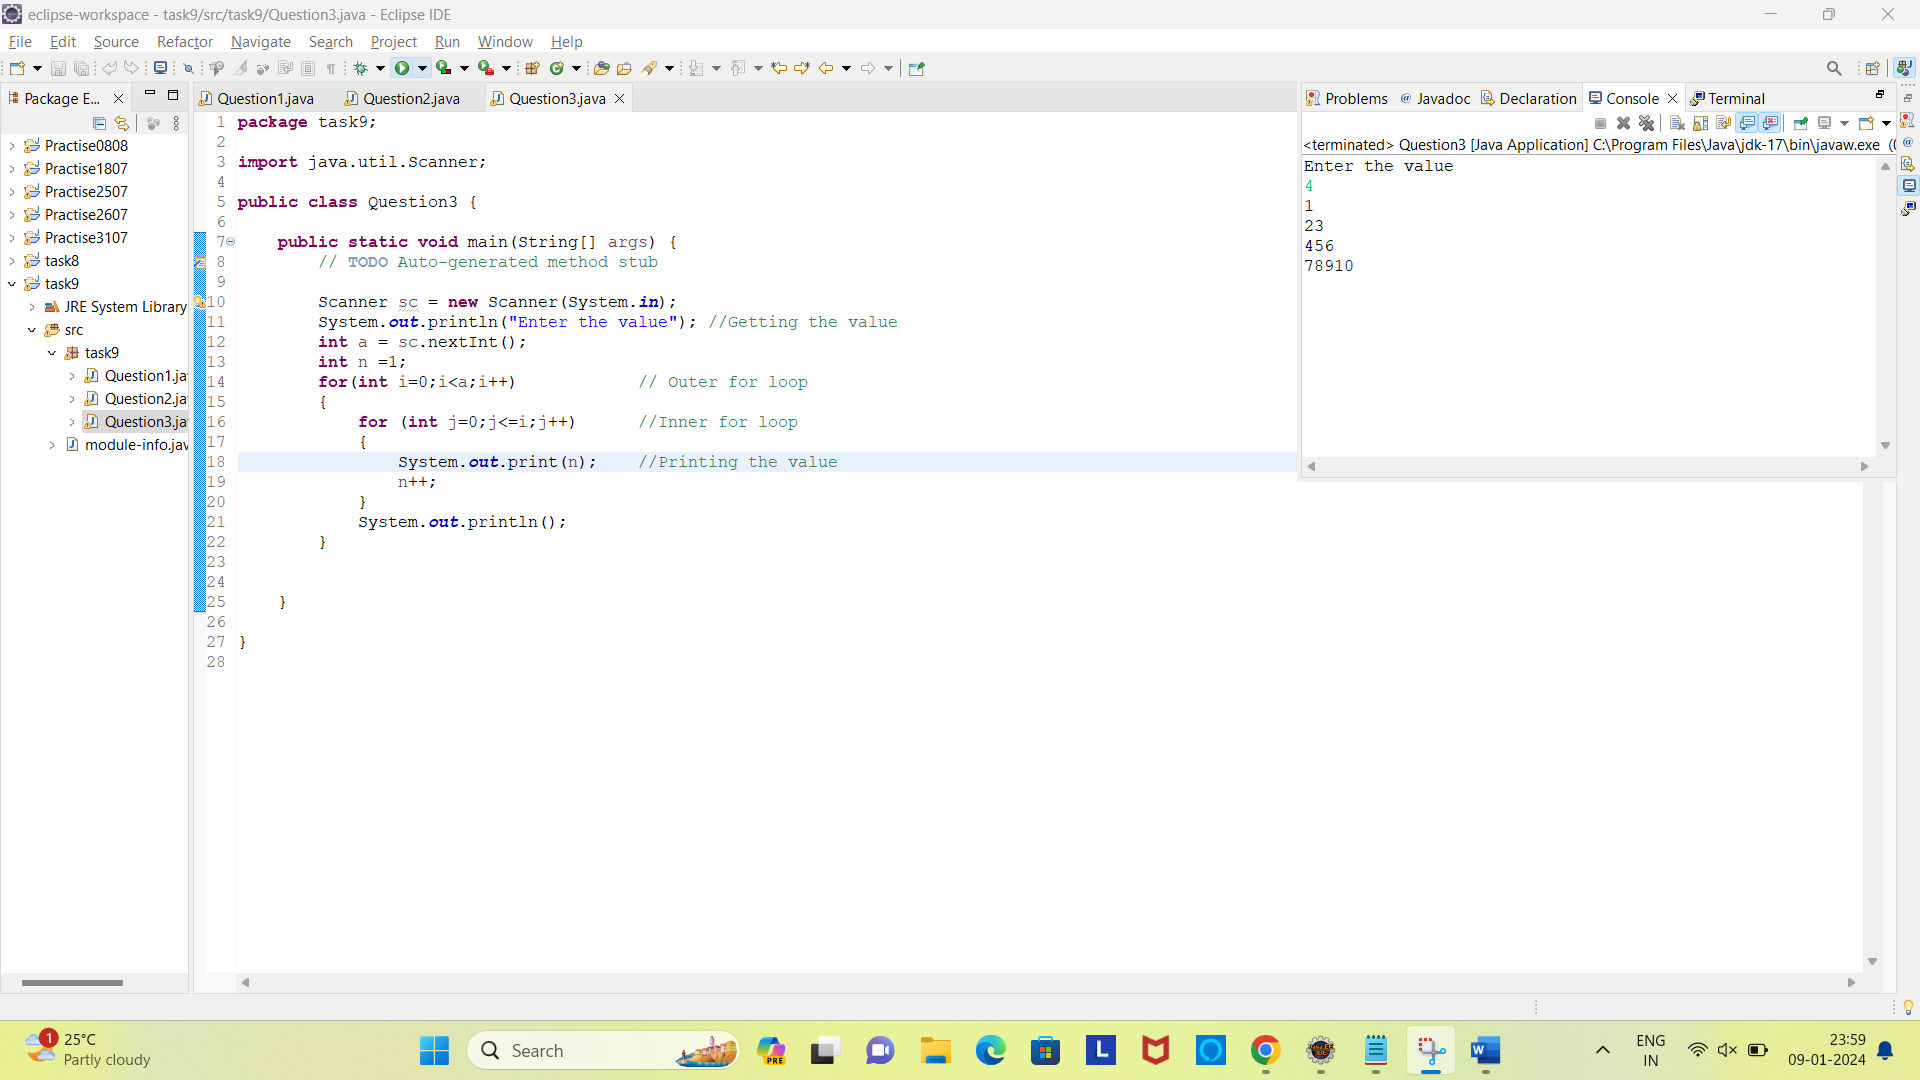 eclipse-workspace - task9/src/task9/Question3.java - Eclipse IDE
File Edit Source Refactor Navigate Search Project Run Window Help
Package E...
Practise0808
Practise1807
Practise2507
Practise2607
Practise3107
task8
task9
JRE System Library
src
task9
Question1.ja
Question2.ja
Question3.ja
module-info.jav
Question1.java Question2.java Question3.java
1 package task9;
2
3 import java.util.Scanner;
4
5 public class Question3 {
6
7 public static void main(String[] args) {
8 // TODO Auto-generated method stub
9
10 Scanner sc = new Scanner(System.in);
11 System.out.println("Enter the value"); //Getting the value
12 int a = sc.nextInt();
13 int n =1;
14 for(int i=0;i<a;i++) // Outer for loop
15 {
16 for (int j=0;j<=i;j++) //Inner for loop
17 {
18 System.out.print(n); //Printing the value
19 n++;
20 }
21 System.out.println();
22 }
23
24
25 }
26
27 }
28
Problems Javadoc Declaration Console Terminal
<terminated> Question3 [Java Application] C:\Program Files\Java\jdk-17\bin\javaw.exe (0
Enter the value
4
1
23
456
78910
1
25°C
Partly cloudy
Search
PRE
L
W
ENG
IN
23:59
09-01-2024